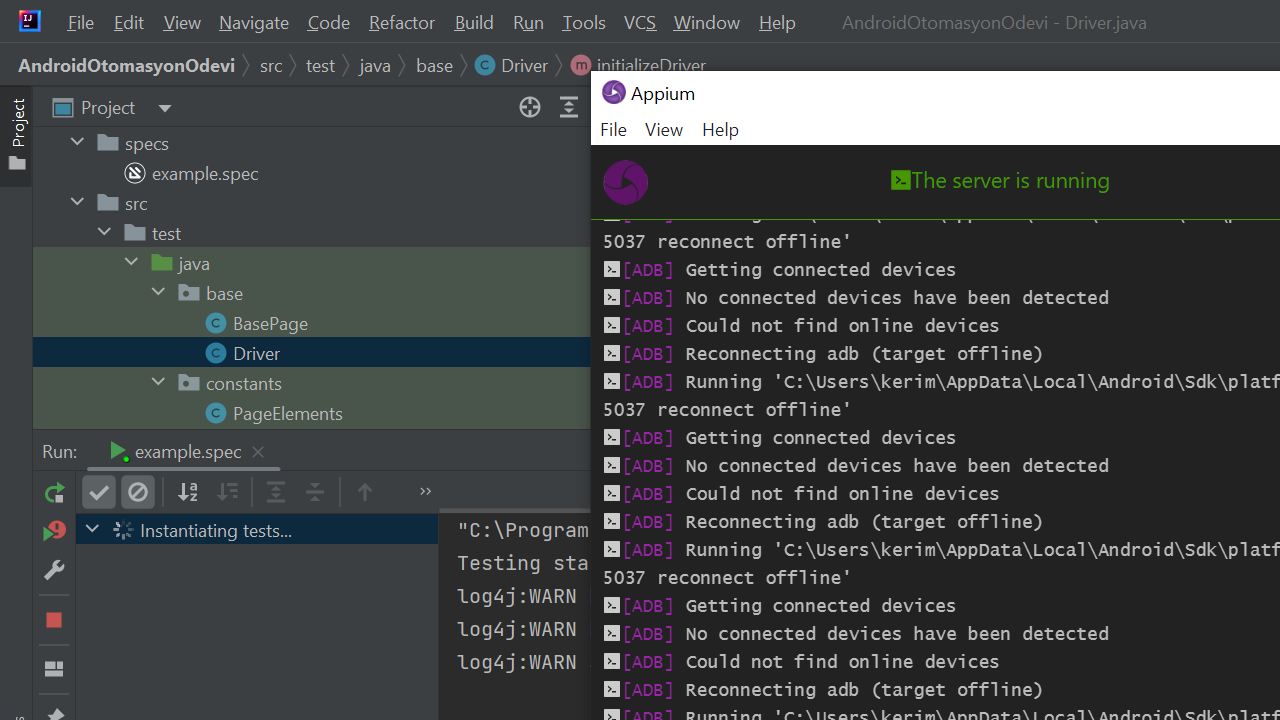 File Edit View Navigate Code Refactor Build Run Tools VCS Window Help AndroidOtomasyonOdevi - Driver.java
AndroidOtomasyonOdevi src test java base Driver initializeDriver
Project
Project
specs
example.spec
src
test
java
base
BasePage
Driver
constants
PageElements
Run: example.spec
Instantiating tests...
"C:\Program
Testing sta
log4j:WARN
log4j:WARN
log4j:WARN
Appium
File View Help
The server is running
5037 reconnect offline'
[ADB] Getting connected devices
[ADB] No connected devices have been detected
[ADB] Could not find online devices
[ADB] Reconnecting adb (target offline)
[ADB] Running 'C:\Users\kerim\AppData\Local\Android\Sdk\platf
5037 reconnect offline'
[ADB] Getting connected devices
[ADB] No connected devices have been detected
[ADB] Could not find online devices
[ADB] Reconnecting adb (target offline)
[ADB] Running 'C:\Users\kerim\AppData\Local\Android\Sdk\platf
5037 reconnect offline'
[ADB] Getting connected devices
[ADB] No connected devices have been detected
[ADB] Could not find online devices
[ADB] Reconnecting adb (target offline)
[ADB] Running 'C:\Users\kerim\AppData\Local\Android\Sdk\platf